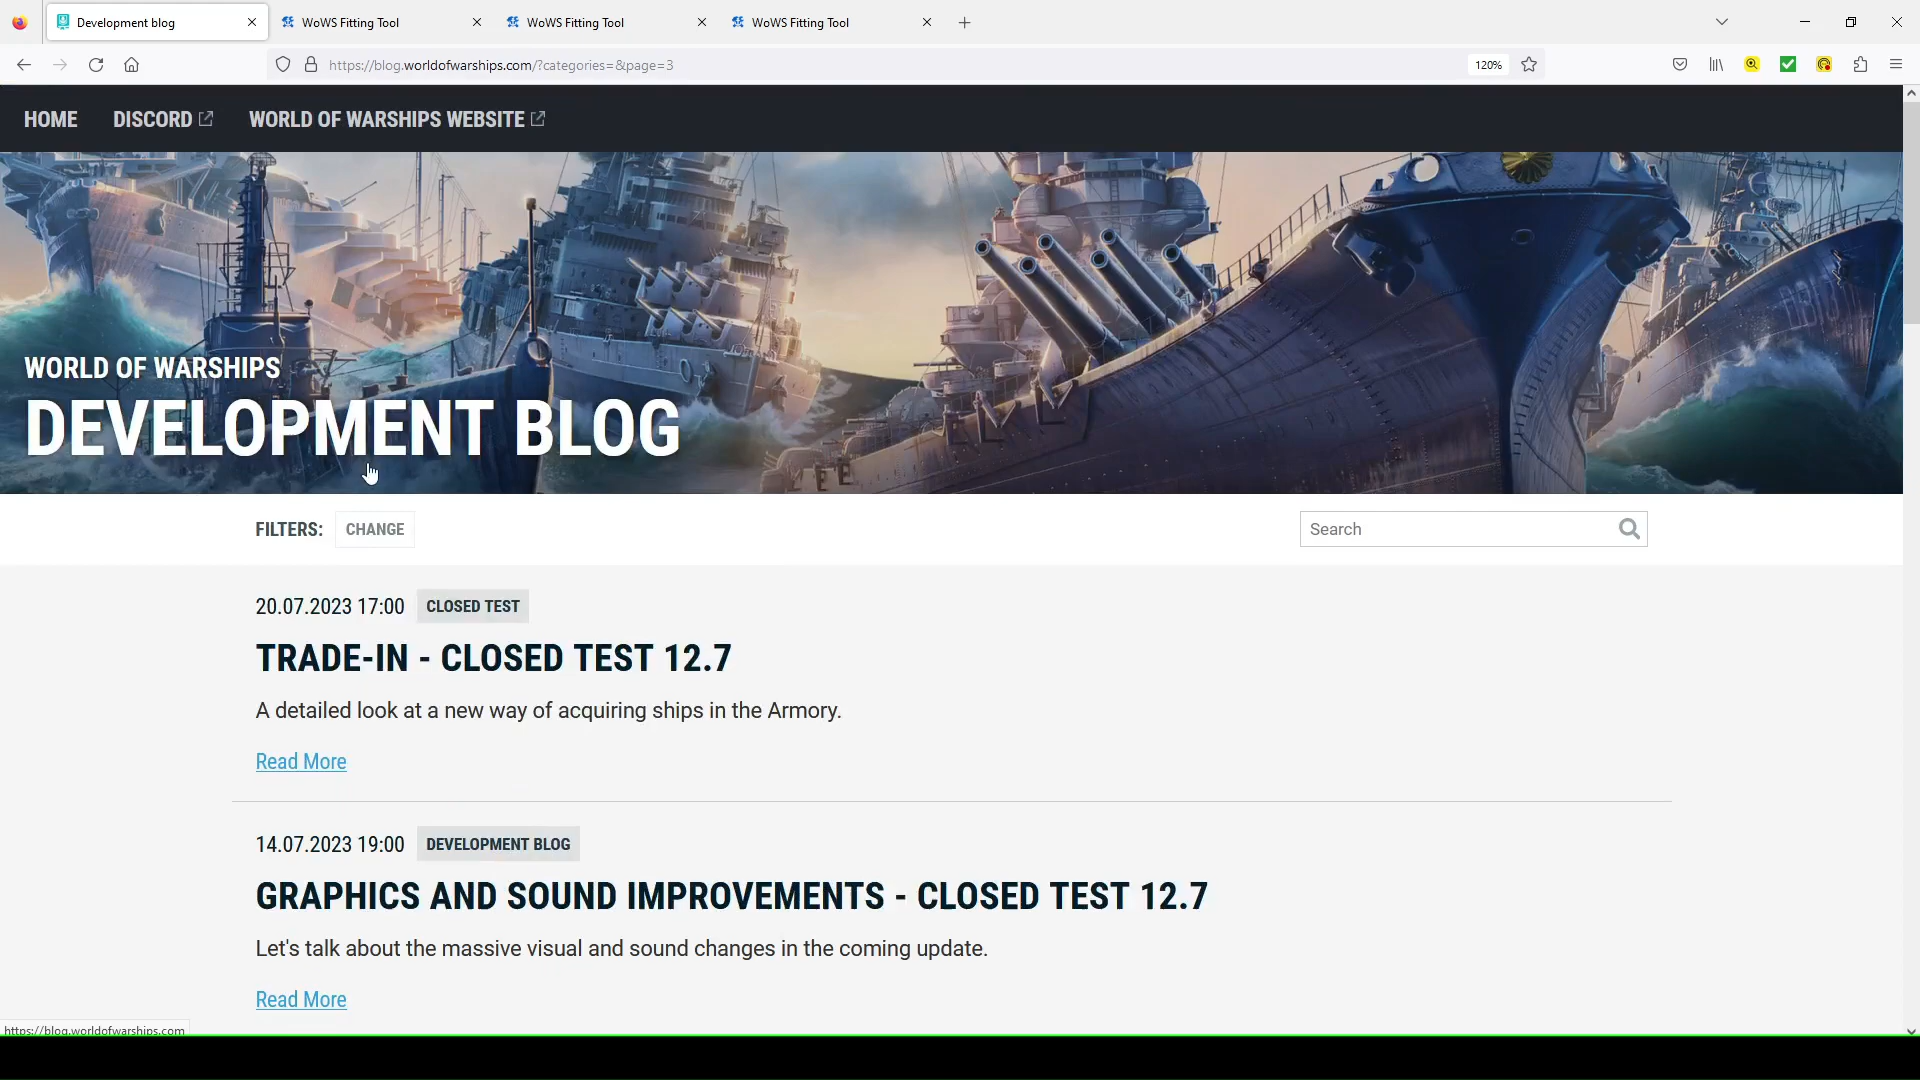 Development blog
WoWS Fitting Tool
WoWS Fitting Tool
WoWS Fitting Tool
https://blog.worldofwarships.com/?categories=&page=3
120%
HOME
DISCORD
WORLD OF WARSHIPS WEBSITE
WORLD OF WARSHIPS
DEVELOPMENT BLOG
FILTERS:
CHANGE
Search
20.07.2023 17:00
CLOSED TEST
TRADE-IN - CLOSED TEST 12.7
A detailed look at a new way of acquiring ships in the Armory.
Read More
14.07.2023 19:00
DEVELOPMENT BLOG
GRAPHICS AND SOUND IMPROVEMENTS - CLOSED TEST 12.7
Let's talk about the massive visual and sound changes in the coming update.
Read More
https://blog.worldofwarships.com